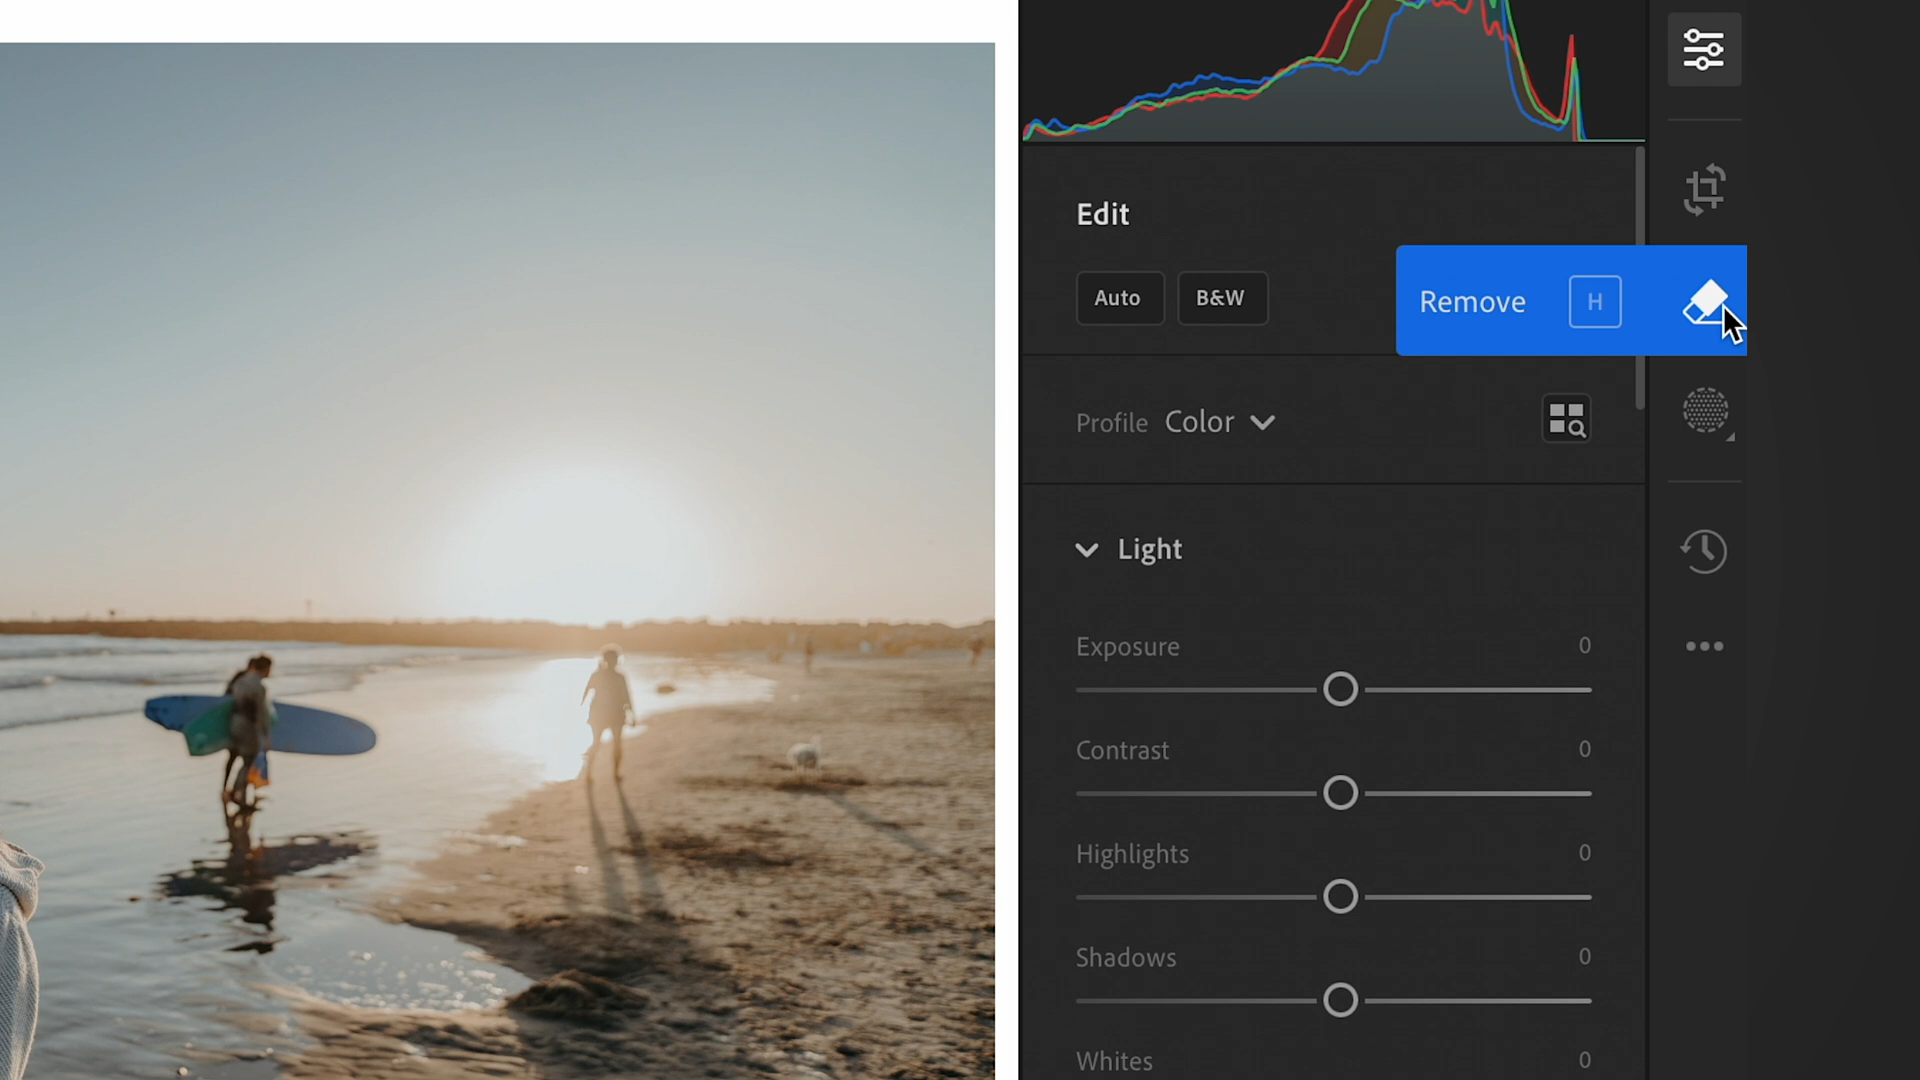 Edit
Auto B&W
Remove H
Profile Color
Light
Exposure 0
Contrast 0
Highlights 0
Shadows 0
Whites 0